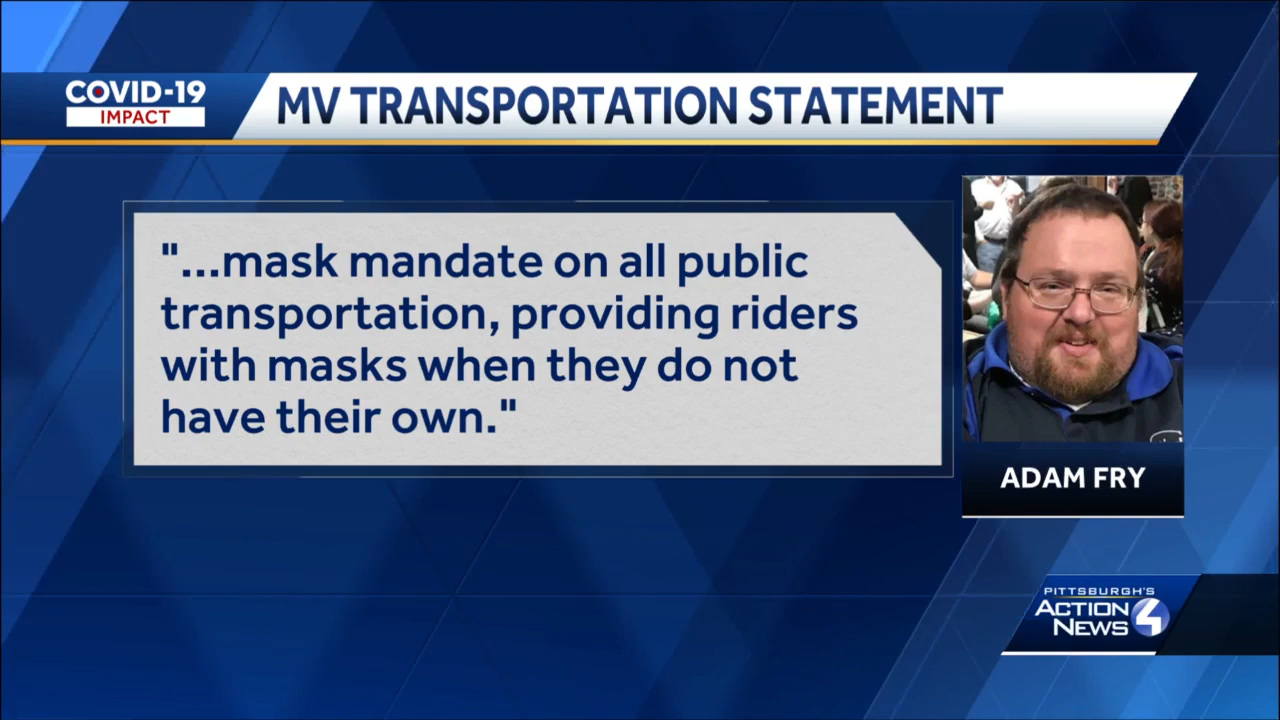 COVID-19
IMPACT
MV TRANSPORTATION STATEMENT
"...mask mandate on all public
transportation, providing riders
with masks when they do not
have their own."
ADAM FRY
PITTSBURGH'S
ACTION
NEWS 4